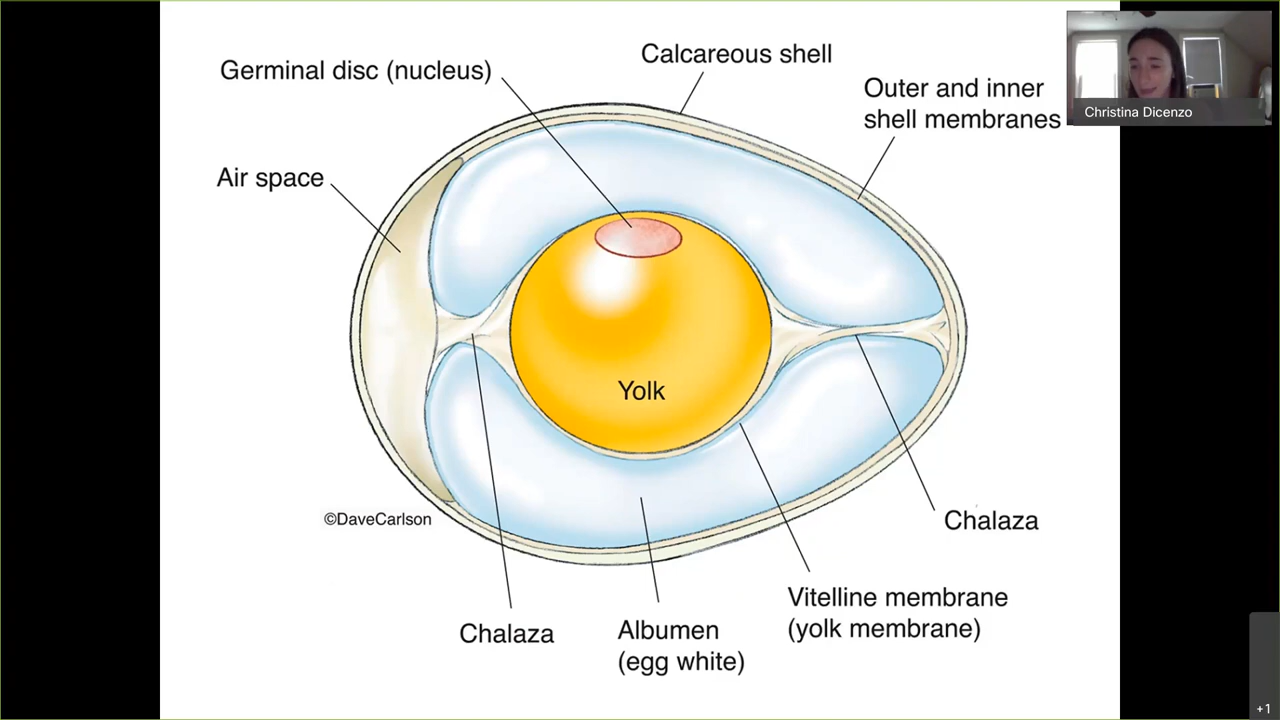 Germinal disc (nucleus)
Calcareous shell
Outer and inner
shell membranes
Christina Dicenzo
Air space
Yolk
©DaveCarlson
Chalaza
Vitelline membrane
(yolk membrane)
Chalaza
Albumen
(egg white)
+1